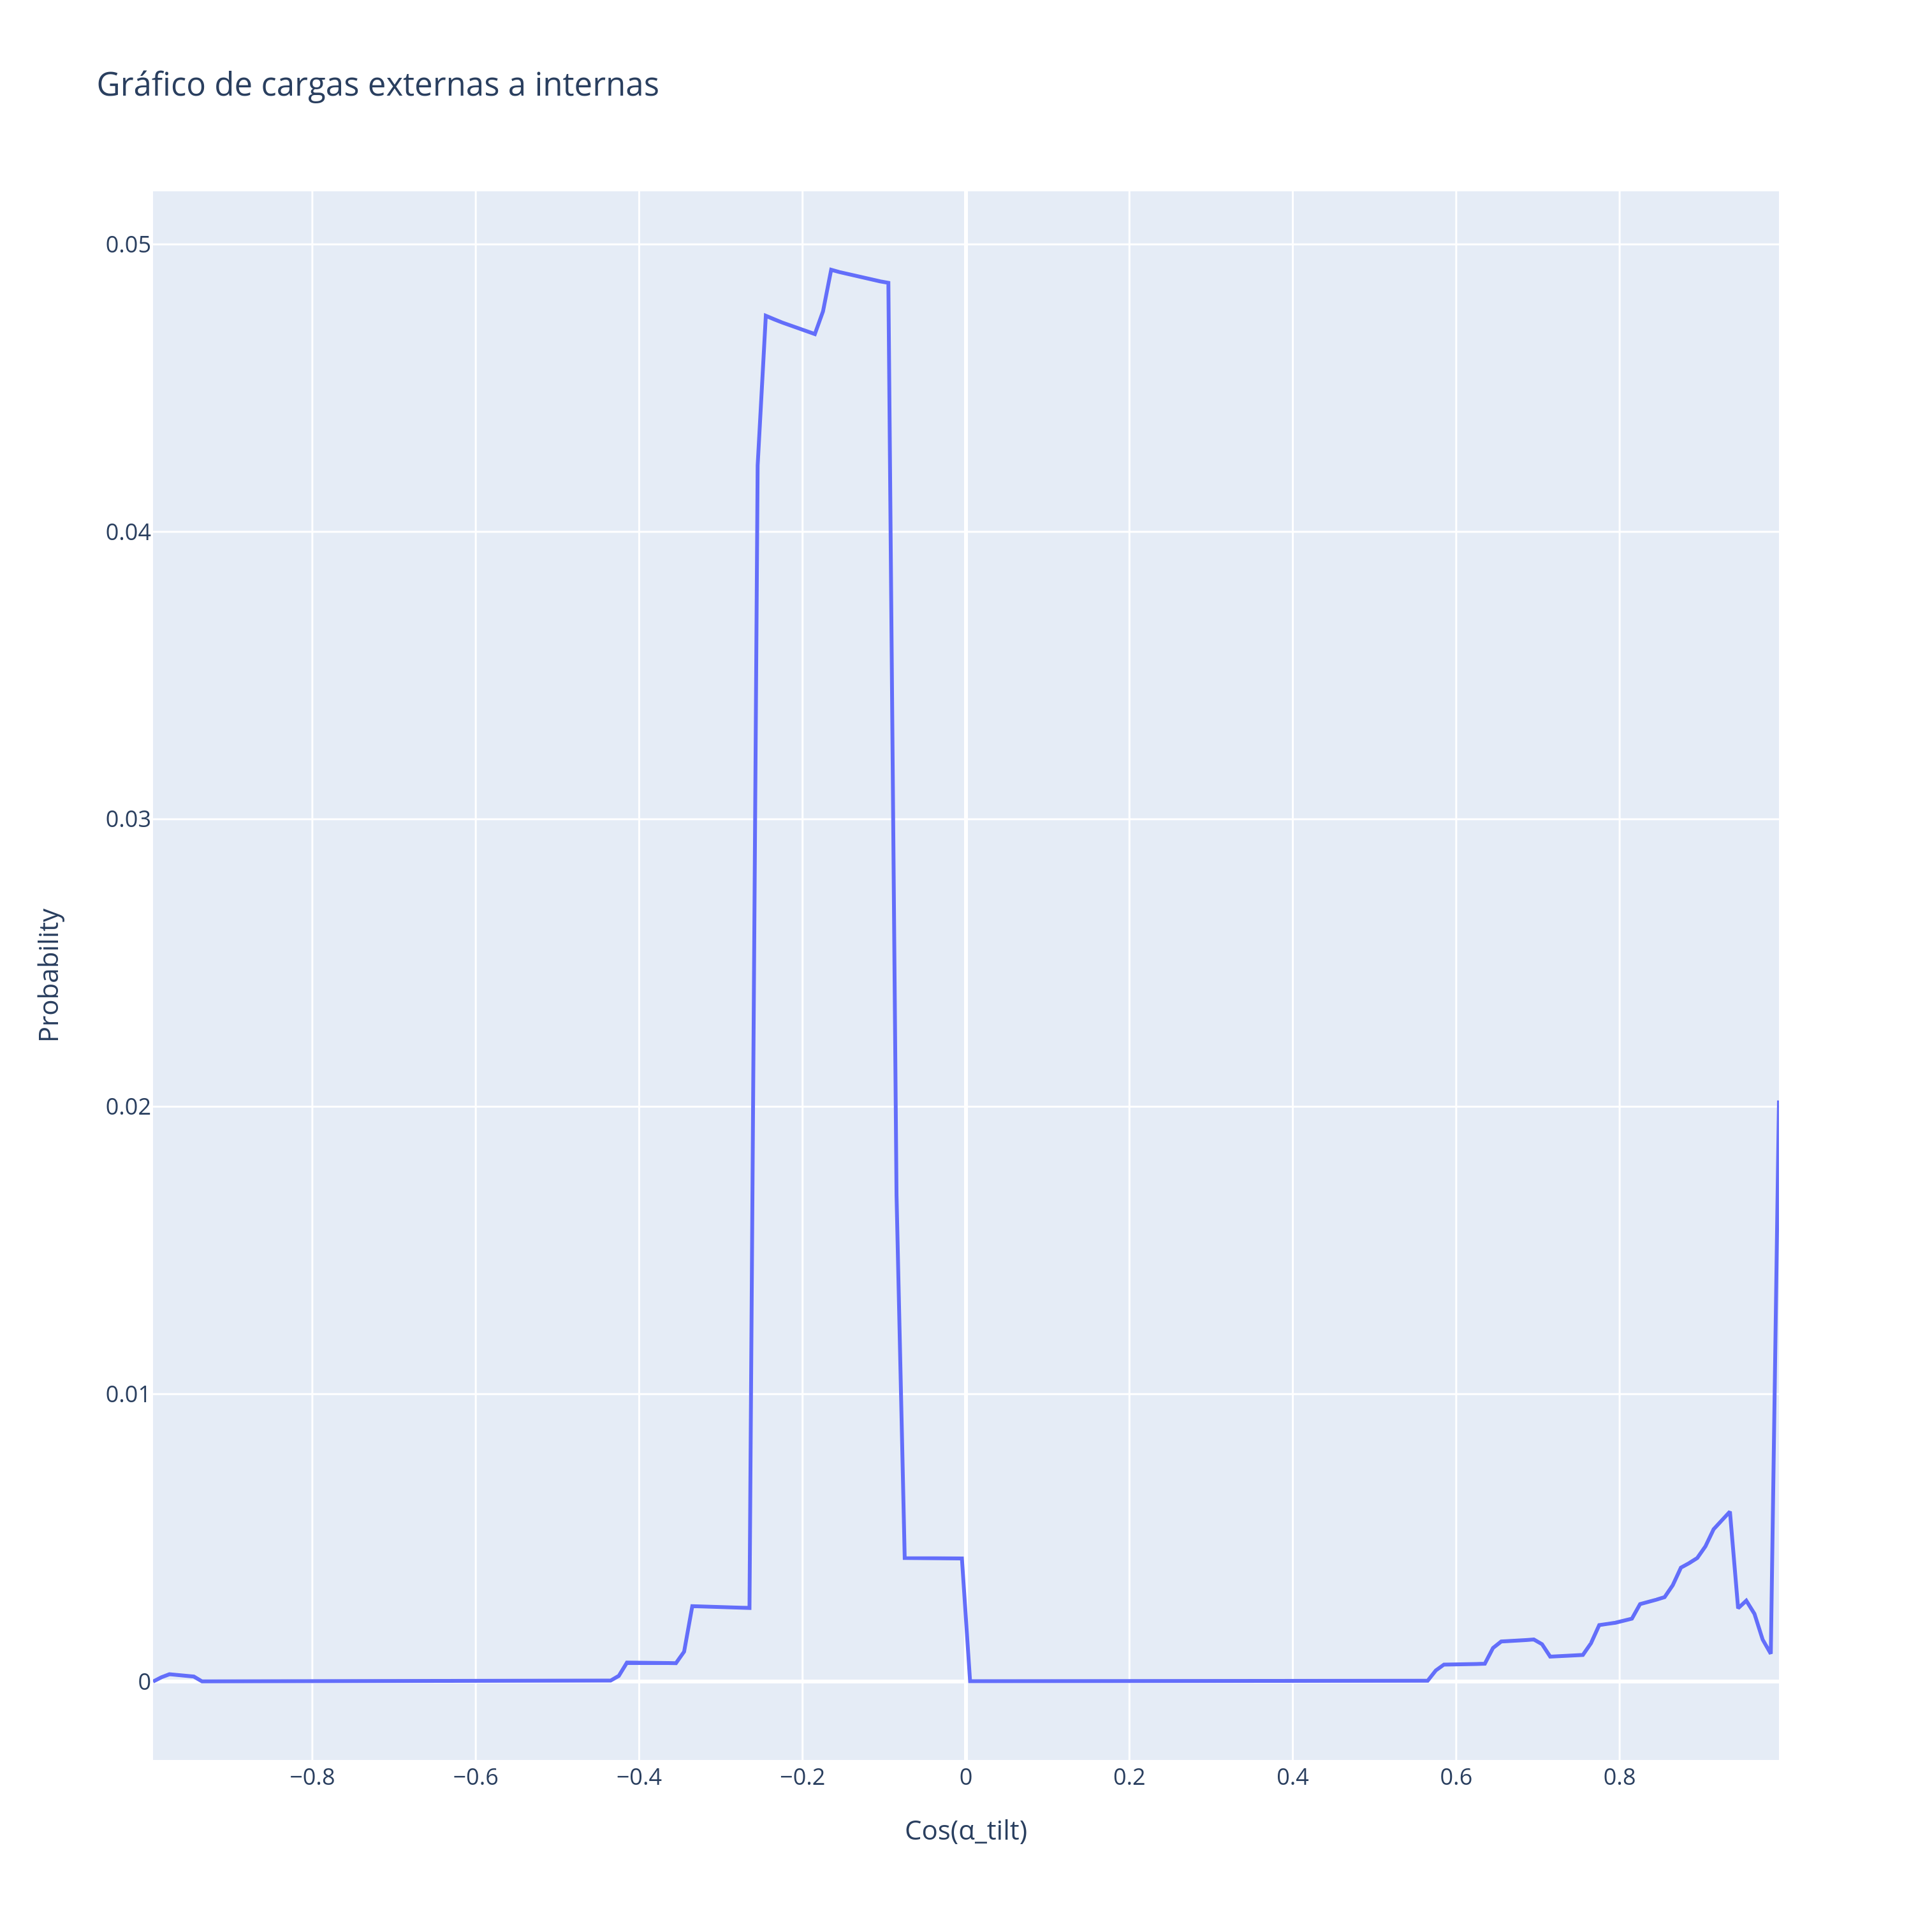 Gráfico de cargas externas a internas
0.05
0.04
0.03
0.02
0.01
0
Probability
−0.8 −0.6 −0.4 −0.2 0 0.2 0.4 0.6 0.8
Cos(α_tilt)